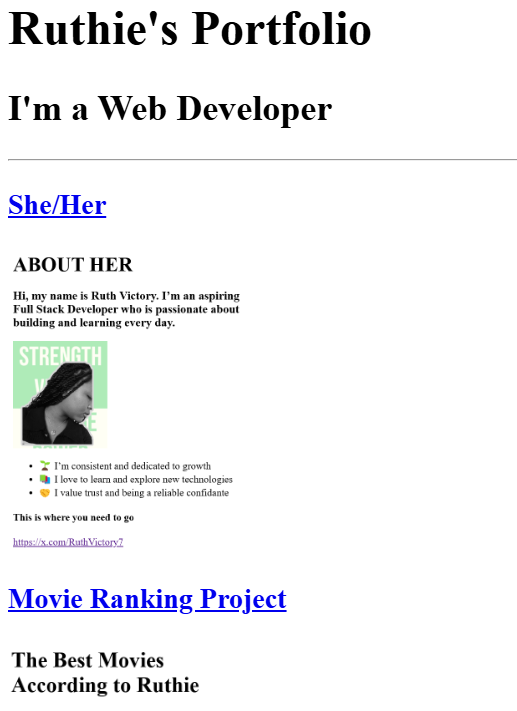 Ruthie's Portfolio
I'm a Web Developer
She/Her
ABOUT HER
Hi, my name is Ruth Victory. I'm an aspiring
Full Stack Developer who is passionate about
building and learning every day.
STRENGTH
I'm consistent and dedicated to growth
I love to learn and explore new technologies
I value trust and being a reliable confidante
This is where you need to go
https://x.com/RuthVictory7
Movie Ranking Project
The Best Movies
According to Ruthie